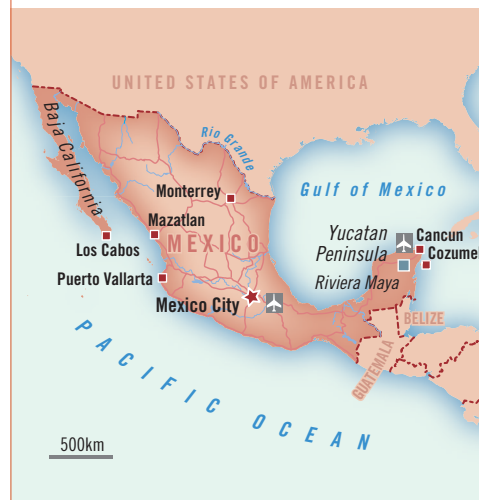 UNITED STATES OF AMERICA
Baja California
Rio Grande
Monterrey
Gulf of Mexico
Mazatlan
Yucatan
Peninsula
Cancun
MEXICO
Los Cabos
Cozumel
Puerto Vallarta
Riviera Maya
Mexico City
BELIZE
GUATEMALA
PACIFIC OCEAN
500km